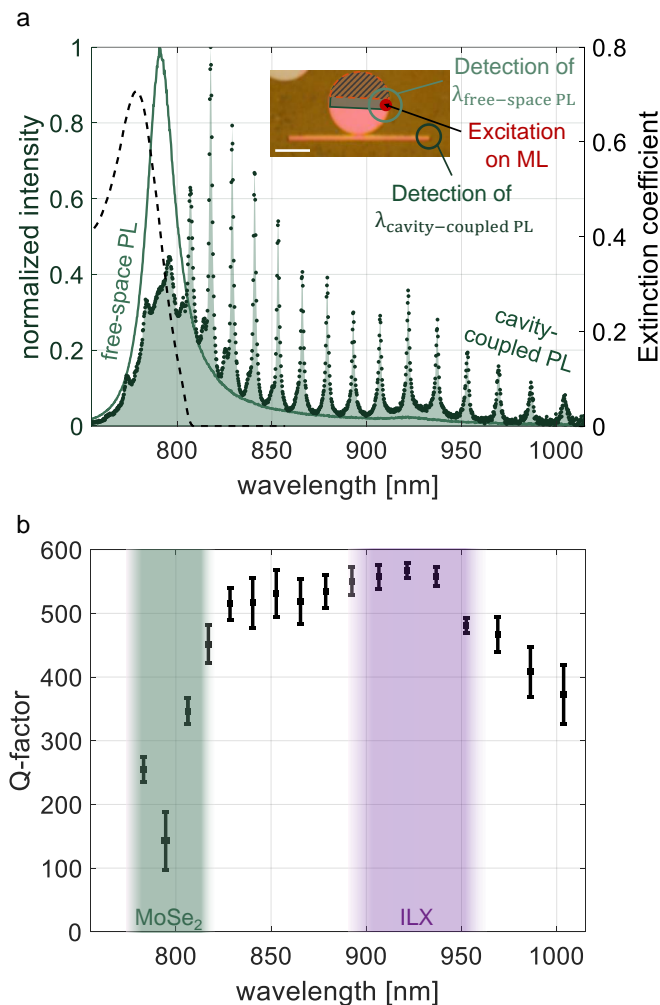 a
Detection of
λfree−space PL
Excitation
on ML
Detection of
λcavity−coupled PL
free-space PL
cavity-
coupled PL
normalized intensity
Extinction coefficient
1
0.8
0.6
0.4
0.2
0
0.8
0.6
0.4
0.2
0
800 850 900 950 1000
wavelength [nm]
b
Q-factor
600
500
400
300
200
100
0
MoSe₂
ILX
800 850 900 950 1000
wavelength [nm]